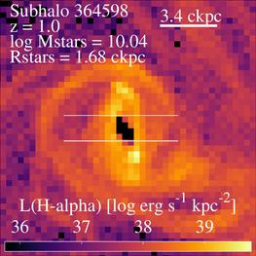 Subhalo 364598
z = 1.0
log Mstars = 10.04
Rstars = 1.68 ckpc
3.4 ckpc
L(H-alpha) [log erg s⁻¹ kpc⁻²]
36 37 38 39